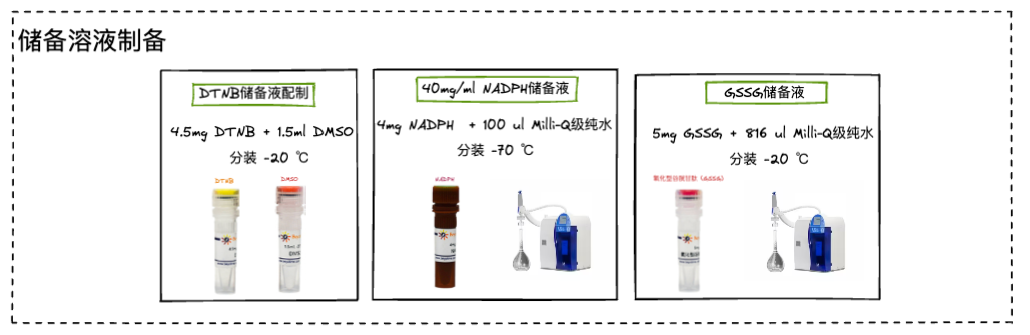 储备溶液制备
DTNB储备液配制
4.5mg DTNB + 1.5ml DMSO
分装 -20 ℃
DTNB
DMSO
40mg/ml NADPH储备液
4mg NADPH + 100 ul Milli-Q级纯水
分装 -70 ℃
NADPH
GSSG储备液
5mg GSSG + 816 ul Milli-Q级纯水
分装 -20 ℃
氧化型谷胱甘肽 (GSSG)